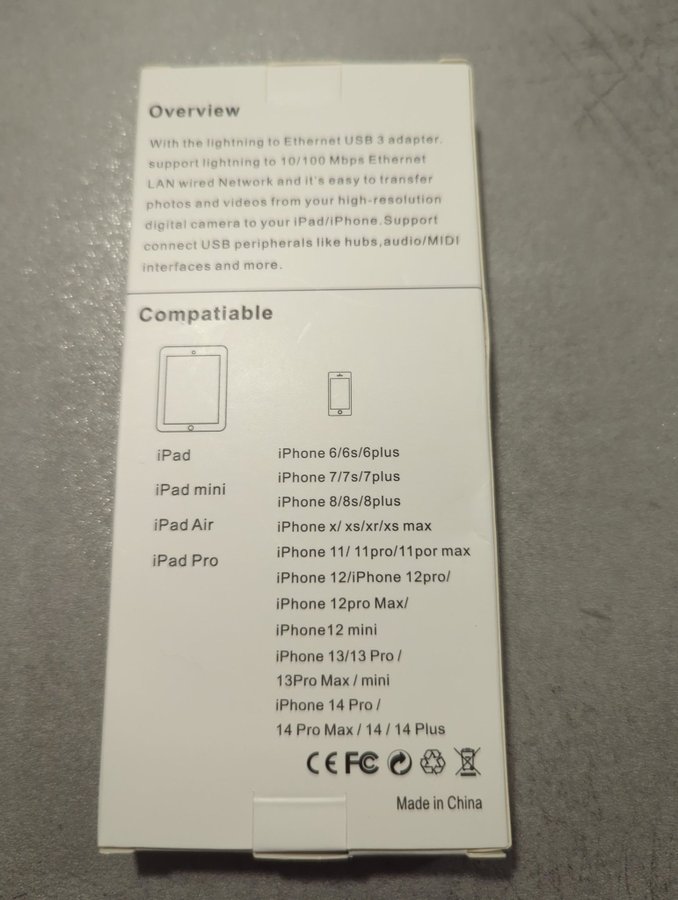 Overview
With the lightning to Ethernet USB 3 adapter.
support lightning to 10/100 Mbps Ethernet
LAN wired Network and it's easy to transfer
photos and videos from your high-resolution
digital camera to your iPad/iPhone.Support
connect USB peripherals like hubs,audio/MIDI
interfaces and more.
Compatiable
iPad
iPad mini
iPad Air
iPad Pro
iPhone 6/6s/6plus
iPhone 7/7s/7plus
iPhone 8/8s/8plus
iPhone x/ xs/xr/xs max
iPhone 11/ 11pro/11por max
iPhone 12/iPhone 12pro/
iPhone 12pro Max/
iPhone12 mini
iPhone 13/13 Pro /
13Pro Max / mini
iPhone 14 Pro /
14 Pro Max / 14 / 14 Plus
CE FC
Made in China